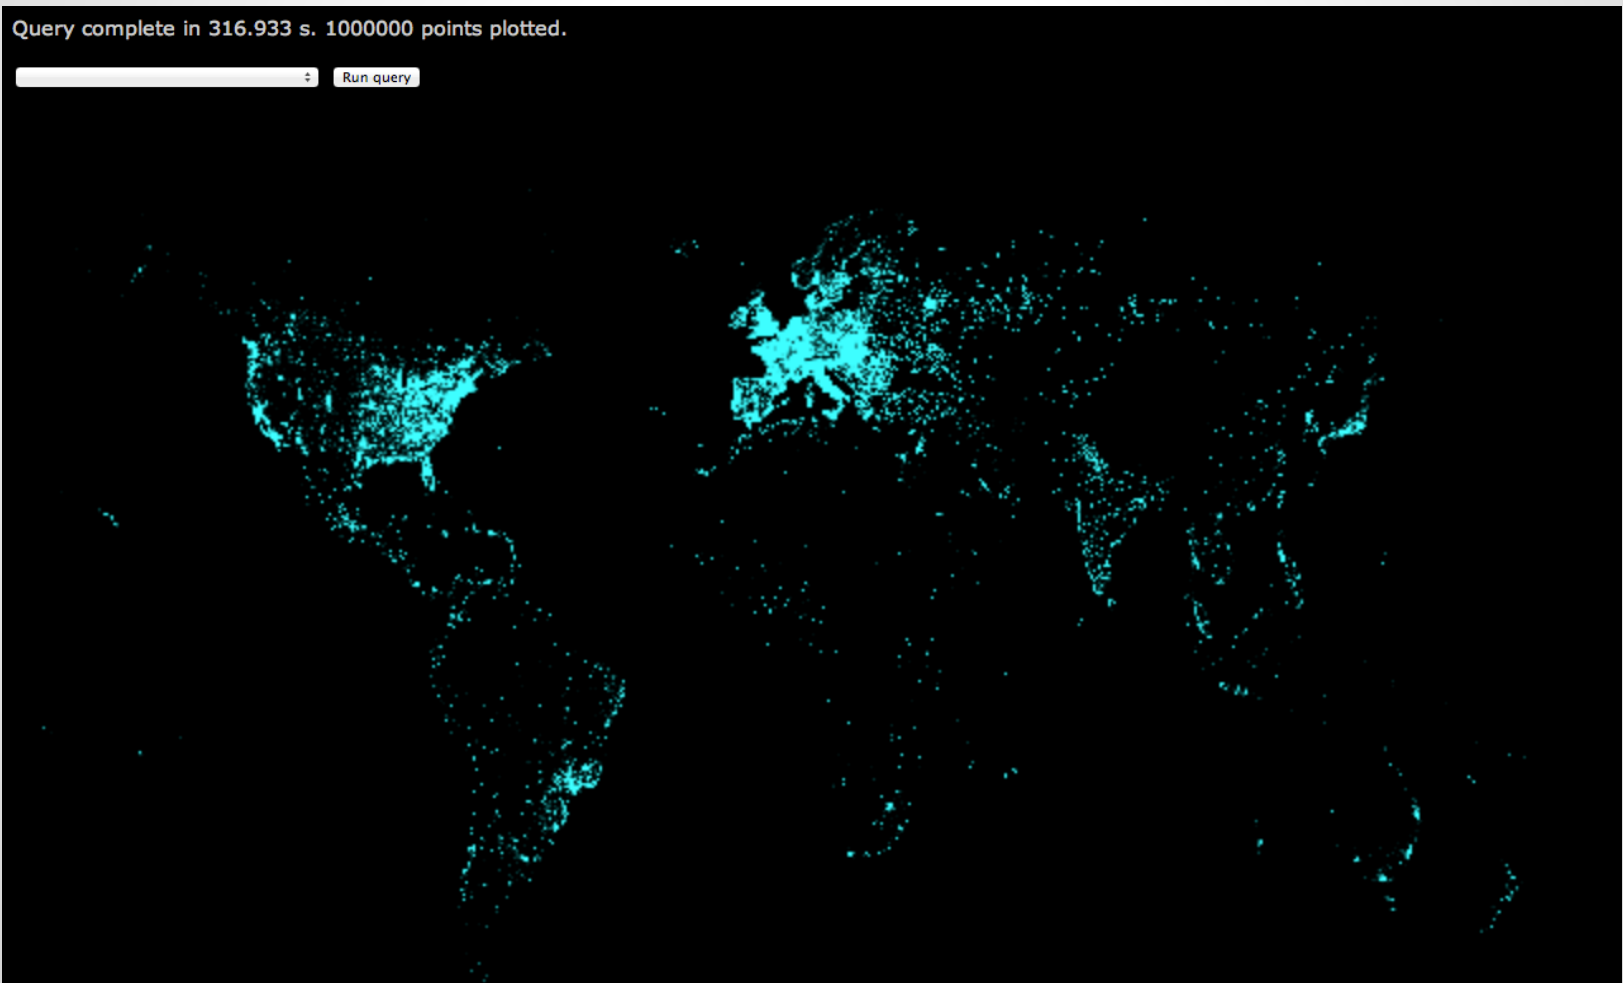 Query complete in 316.933 s. 1000000 points plotted.
Run query